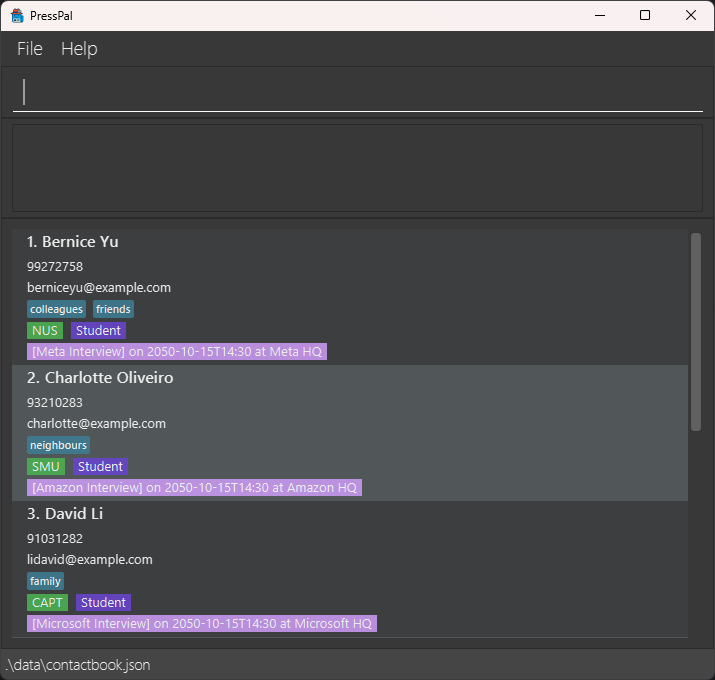 PressPal
File Help
1. Bernice Yu
99272758
berniceyu@example.com
colleagues friends
NUS Student
[Meta Interview] on 2050-10-15T14:30 at Meta HQ
2. Charlotte Oliveiro
93210283
charlotte@example.com
neighbours
SMU Student
[Amazon Interview] on 2050-10-15T14:30 at Amazon HQ
3. David Li
91031282
lidavid@example.com
family
CAPT Student
[Microsoft Interview] on 2050-10-15T14:30 at Microsoft HQ
.\data\contactbook.json